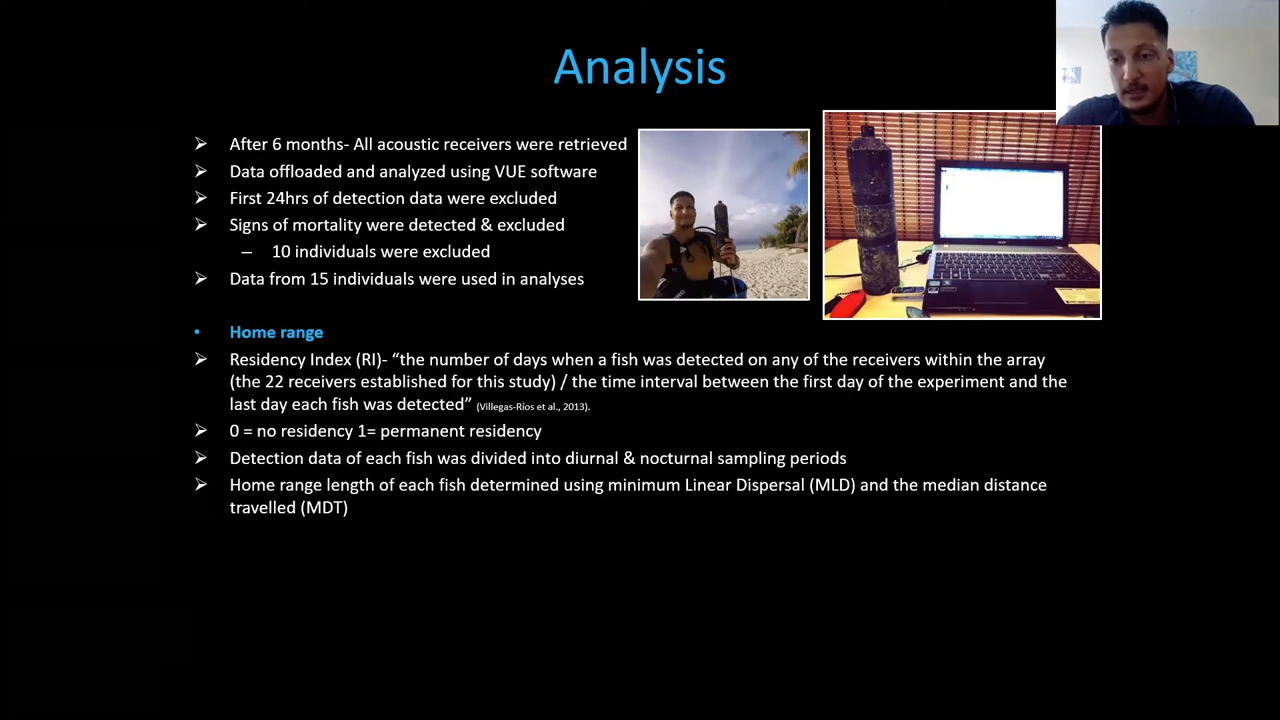 Analysis
➢ After 6 months- All acoustic receivers were retrieved
➢ Data offloaded and analyzed using VUE software
➢ First 24hrs of detection data were excluded
➢ Signs of mortality were detected & excluded
– 10 individuals were excluded
➢ Data from 15 individuals were used in analyses
• Home range
➢ Residency Index (RI)- “the number of days when a fish was detected on any of the receivers within the array
(the 22 receivers established for this study) / the time interval between the first day of the experiment and the
last day each fish was detected” (Villegas-Ríos et al., 2013).
➢ 0 = no residency 1= permanent residency
➢ Detection data of each fish was divided into diurnal & nocturnal sampling periods
➢ Home range length of each fish determined using minimum Linear Dispersal (MLD) and the median distance
travelled (MDT)